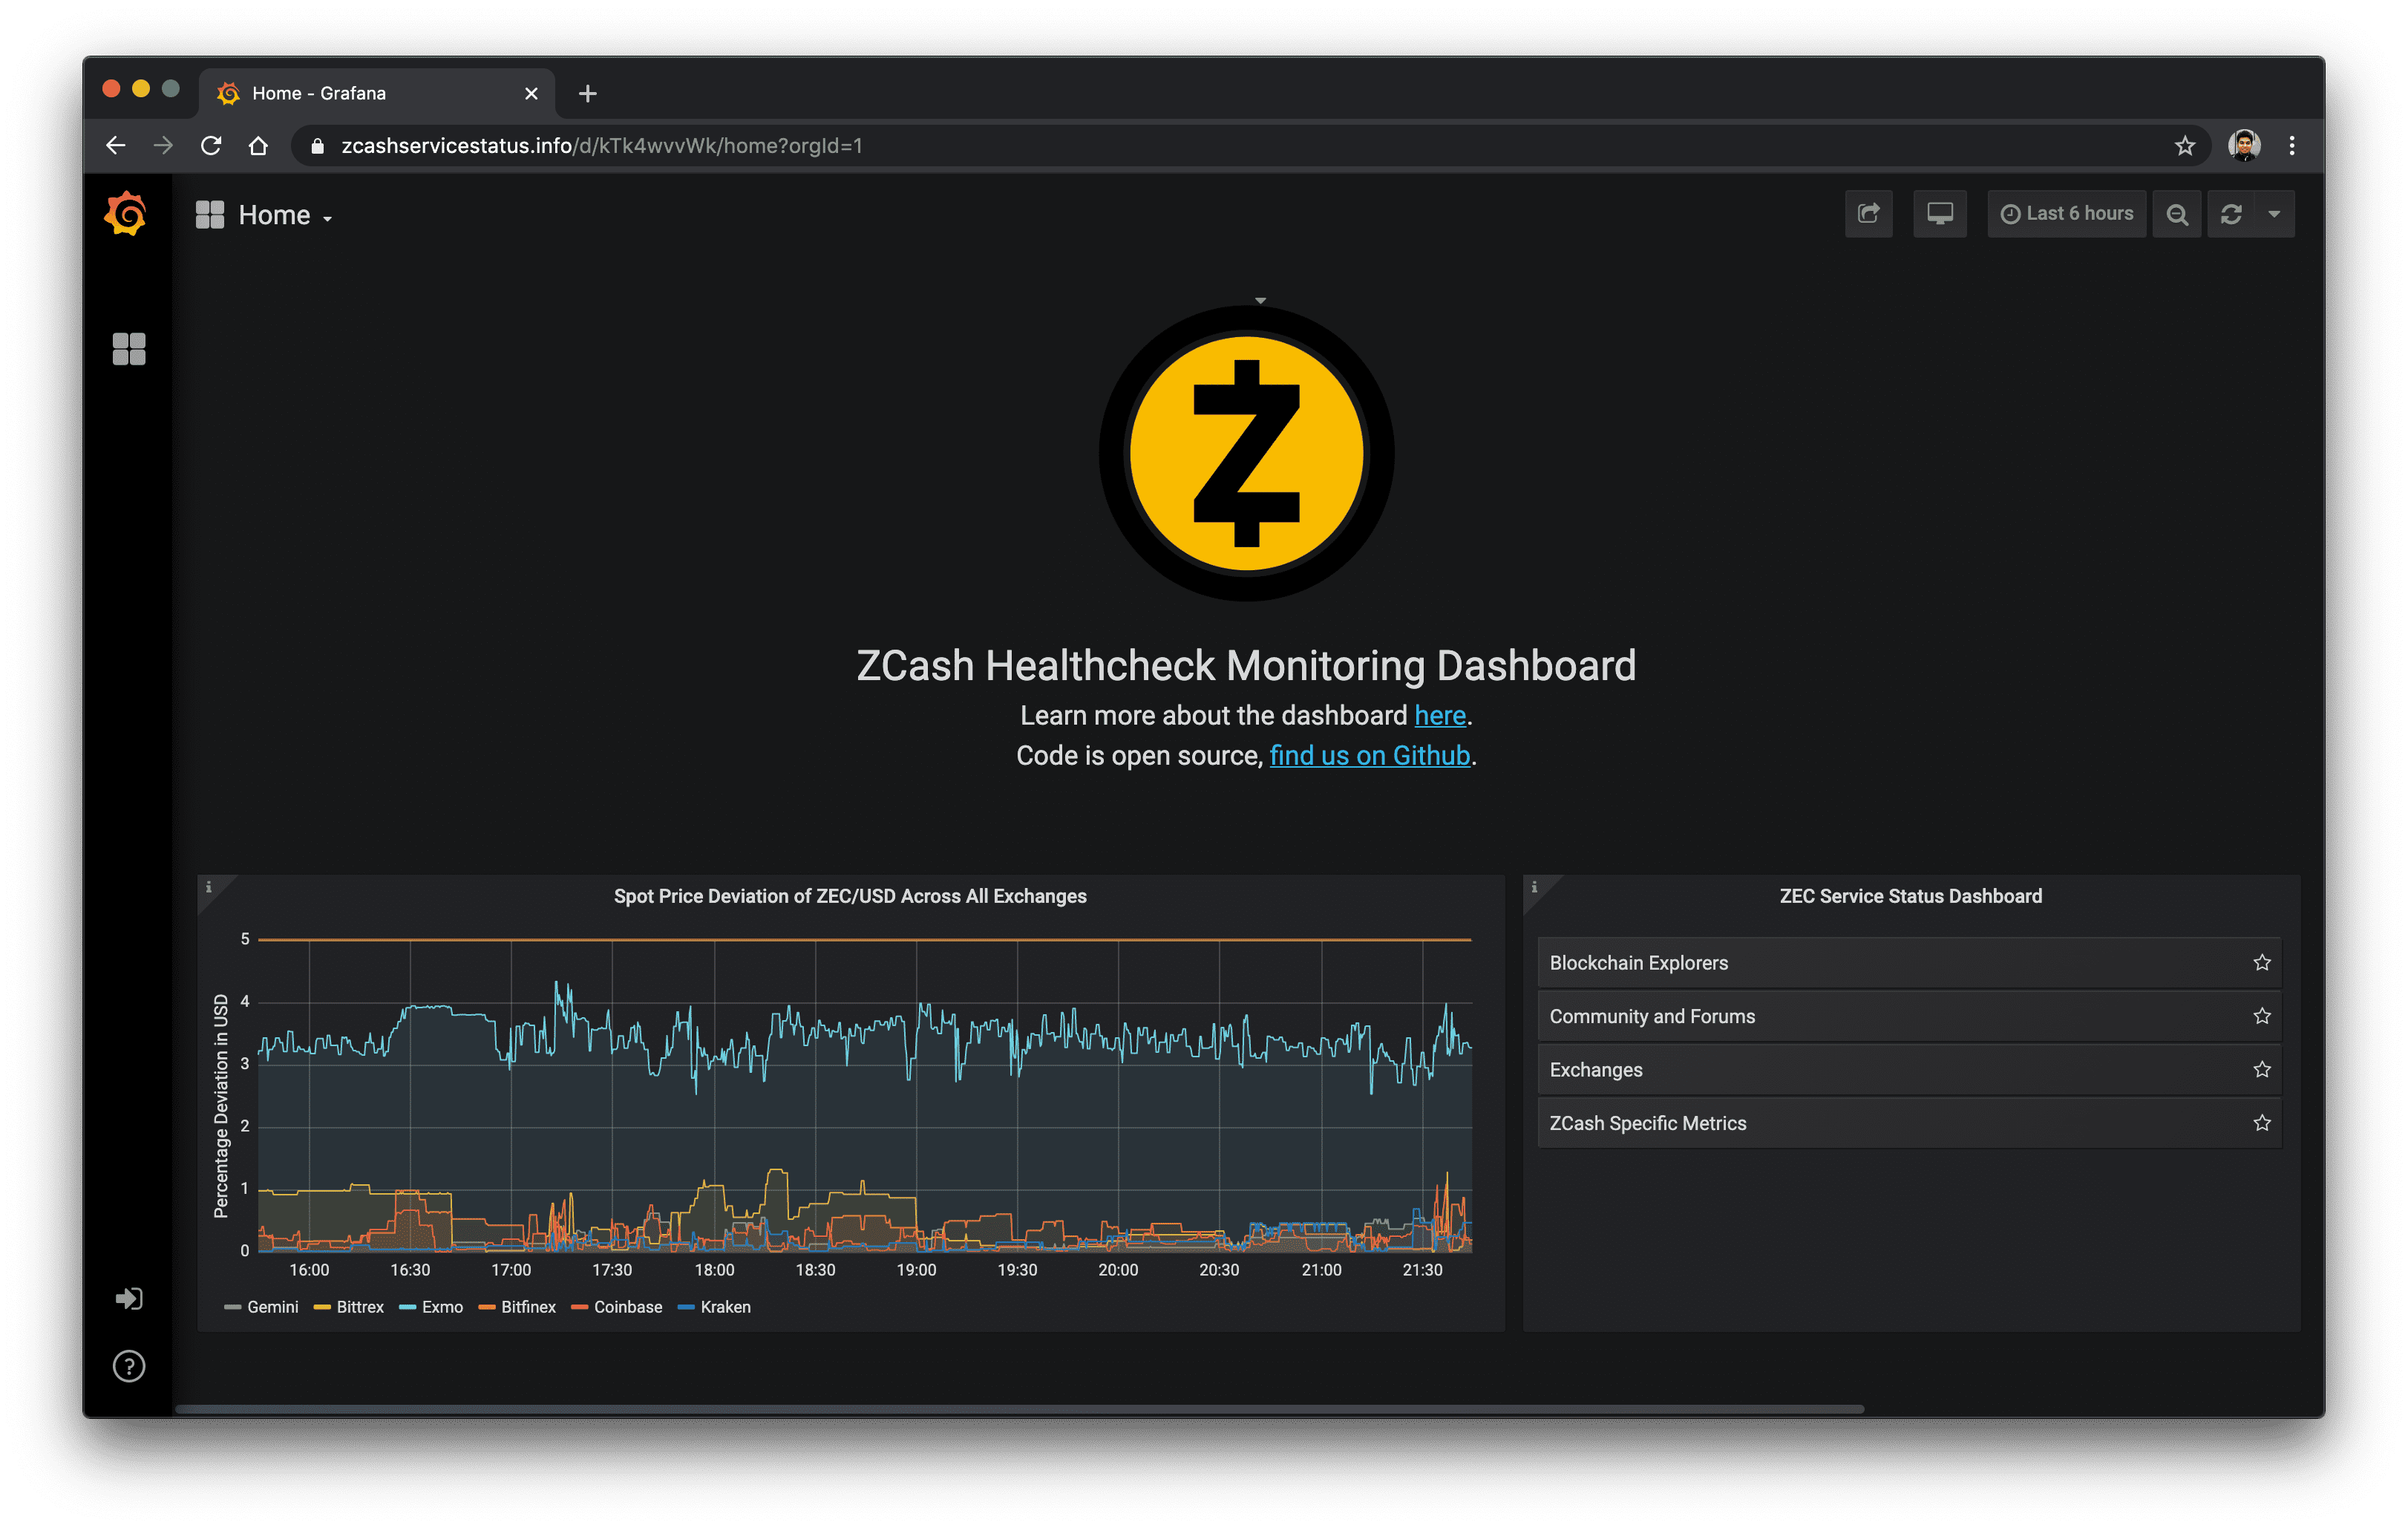 Home - Grafana
zcashservicestatus.info/d/kTk4wvvWk/home?orgId=1
Home
Last 6 hours
ZCash Healthcheck Monitoring Dashboard
Learn more about the dashboard here.
Code is open source, find us on Github.
Spot Price Deviation of ZEC/USD Across All Exchanges
Percentage Deviation in USD
5
4
3
2
1
0
16:00 16:30 17:00 17:30 18:00 18:30 19:00 19:30 20:00 20:30 21:00 21:30
Gemini Bittrex Exmo Bitfinex Coinbase Kraken
ZEC Service Status Dashboard
Blockchain Explorers
Community and Forums
Exchanges
ZCash Specific Metrics